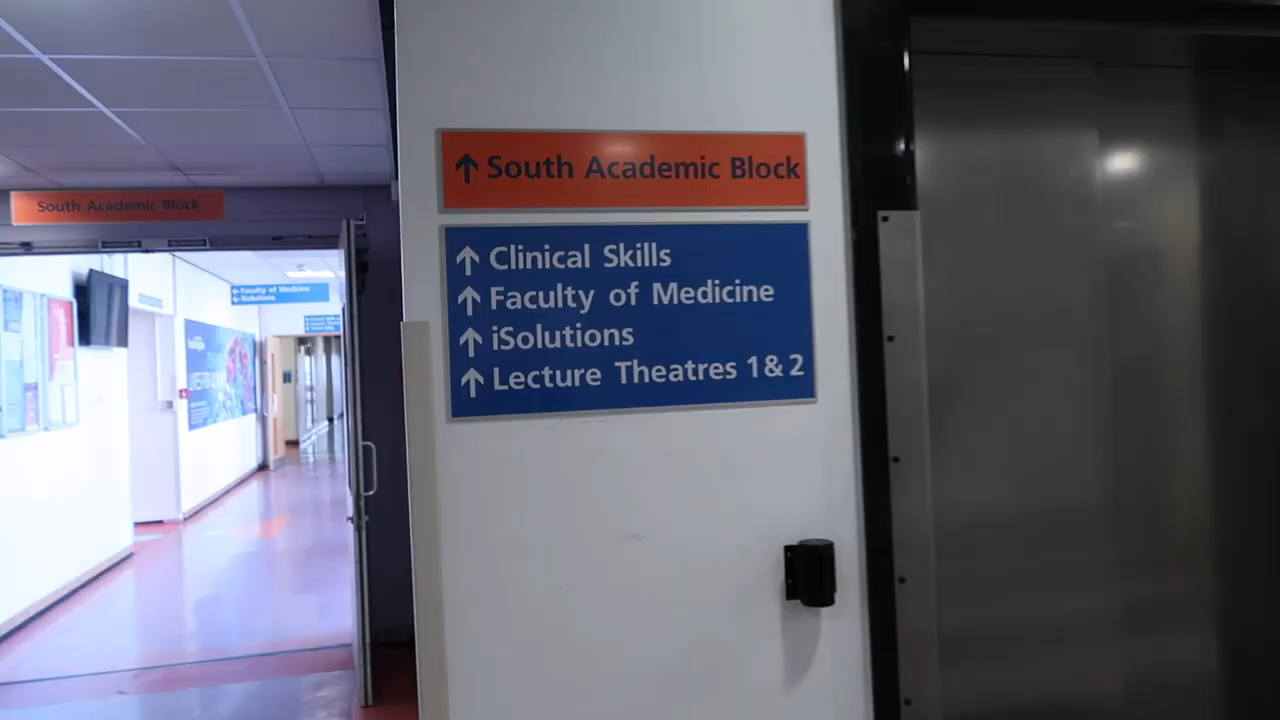 South Academic Block
Clinical Skills
Faculty of Medicine
iSolutions
Lecture Theatres 1 & 2
South Academic Block
Faculty of Medicine
iSolutions